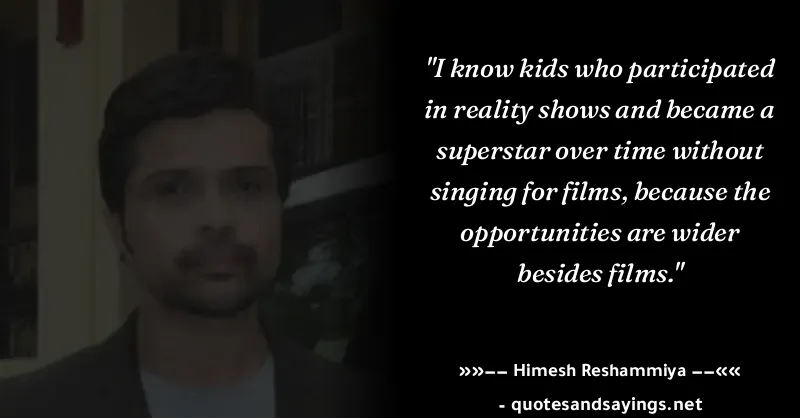 "I know kids who participated
in reality shows and became a
superstar over time without
singing for films, because the
opportunities are wider
besides films."
»»−− Himesh Reshammiya −−««
- quotesandsayings.net